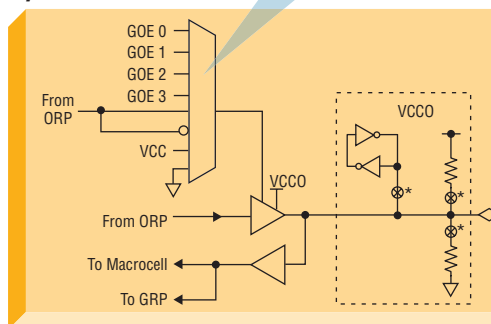 GOE 0
GOE 1
GOE 2
GOE 3
From
ORP
VCC
VCCO
VCCO
*
*
*
From ORP
To Macrocell
To GRP